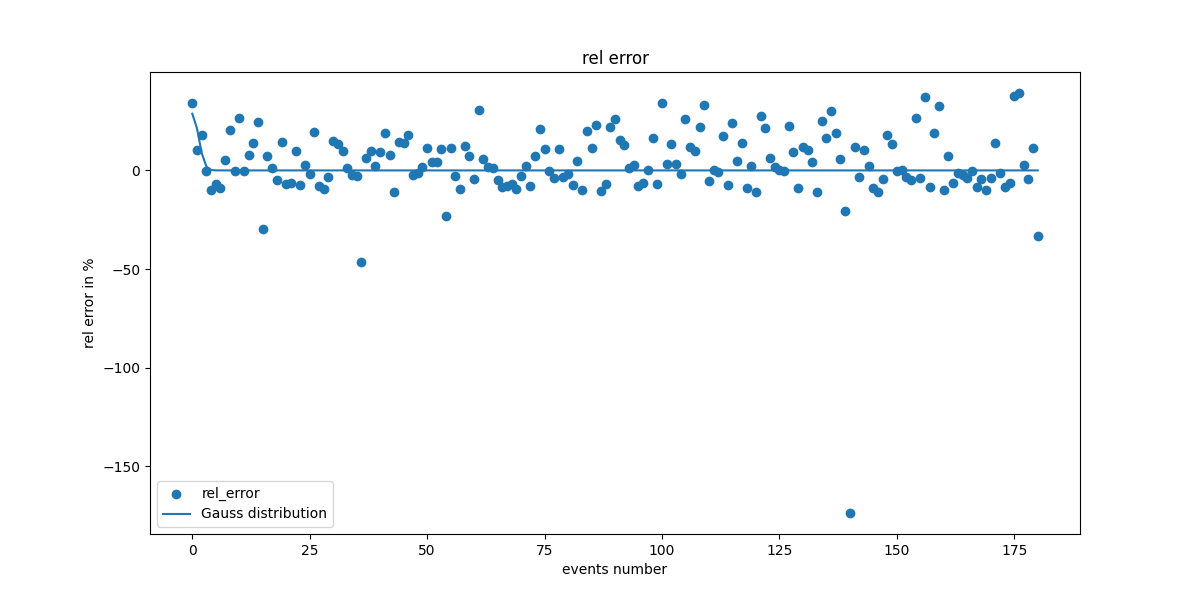 rel error
rel error in %
0
−50
−100
−150
rel_error
Gauss distribution
0 25 50 75 100 125 150 175
events number